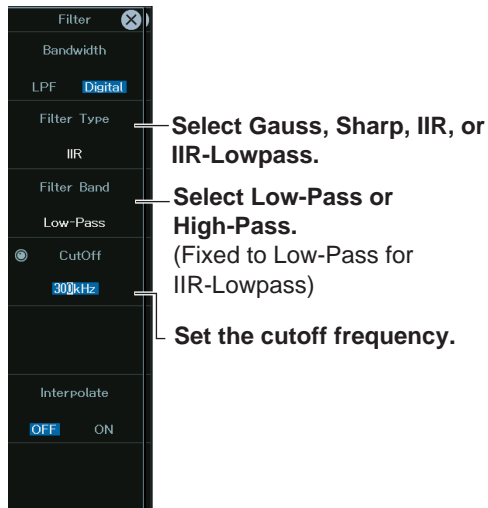 Filter
Bandwidth
LPF Digital
Filter Type
IIR
Filter Band
Low-Pass
CutOff
300kHz
Interpolate
OFF ON
Select Gauss, Sharp, IIR, or
IIR-Lowpass.
Select Low-Pass or
High-Pass.
(Fixed to Low-Pass for
IIR-Lowpass)
Set the cutoff frequency.